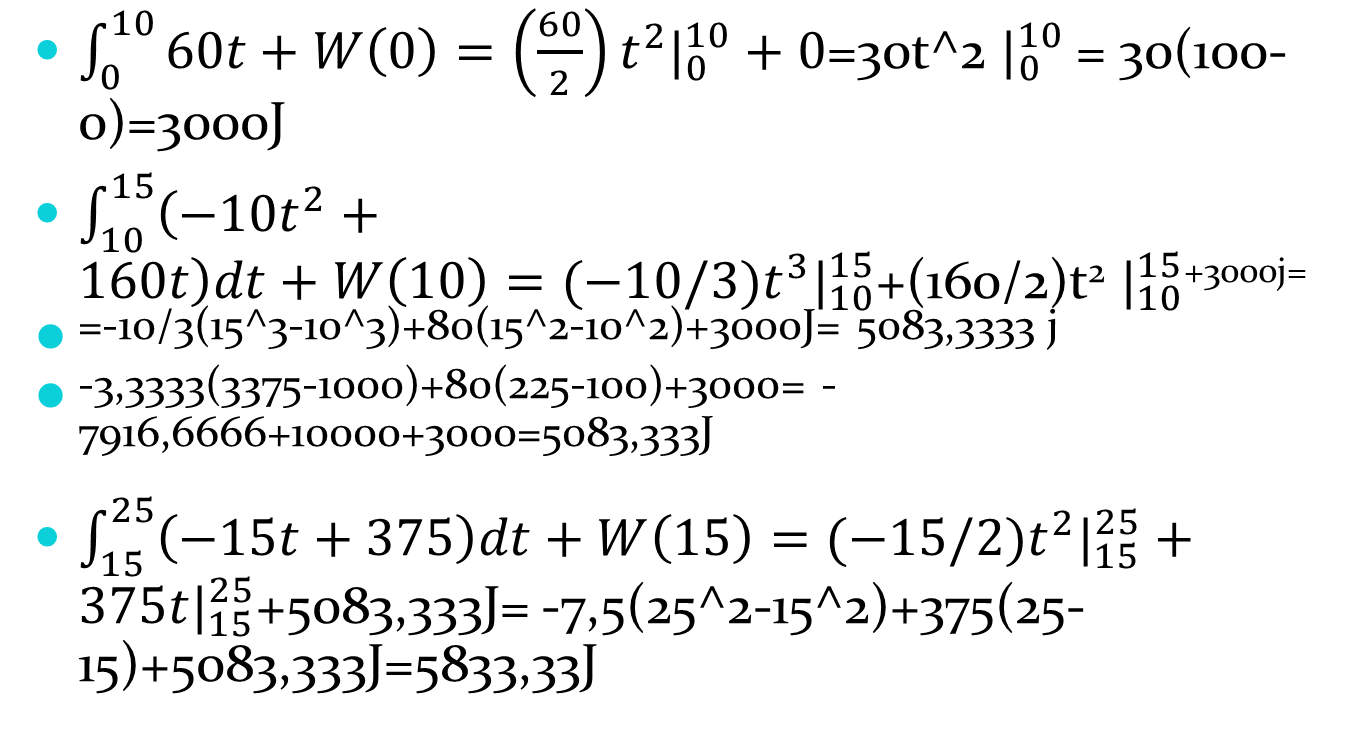 • ∫₀¹⁰ 60t + W(0) = (60/2) t²|₀¹⁰ + 0=30t^2 |₀¹⁰ = 30(100-
0)=3000J
• ∫₁₀¹⁵(−10t² +
160t)dt + W(10) = (−10/3)t³|₁₀¹⁵+(160/2)t² |₁₀¹⁵+3000j=
• =-10/3(15^3-10^3)+80(15^2-10^2)+3000J= 5083,3333 j
• -3,3333(3375-1000)+80(225-100)+3000= -
7916,6666+10000+3000=5083,333J
• ∫₁₅²⁵(−15t + 375)dt + W(15) = (−15/2)t²|₁₅²⁵ +
375t|₁₅²⁵+5083,333J= -7,5(25^2-15^2)+375(25-
15)+5083,333J=5833,33J